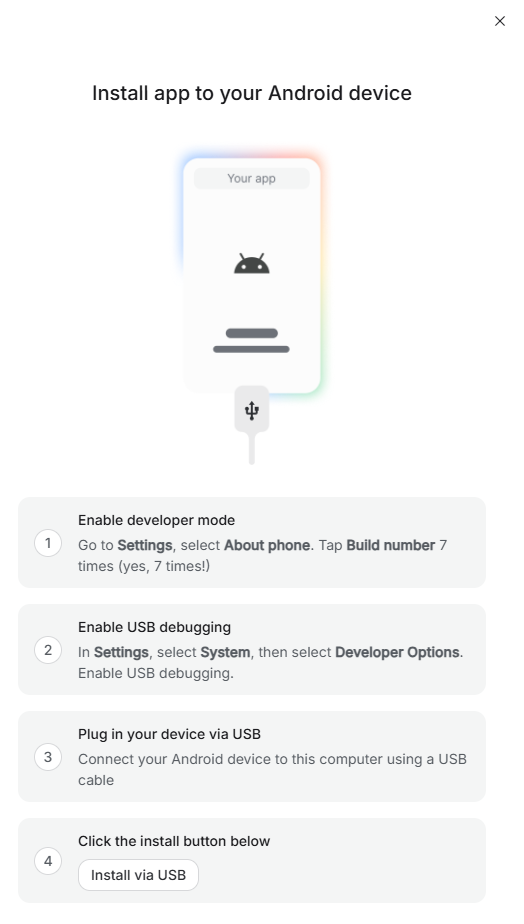 Install app to your Android device
Your app
1
Enable developer mode
Go to Settings, select About phone. Tap Build number 7
times (yes, 7 times!)
2
Enable USB debugging
In Settings, select System, then select Developer Options.
Enable USB debugging.
3
Plug in your device via USB
Connect your Android device to this computer using a USB
cable
4
Click the install button below
Install via USB